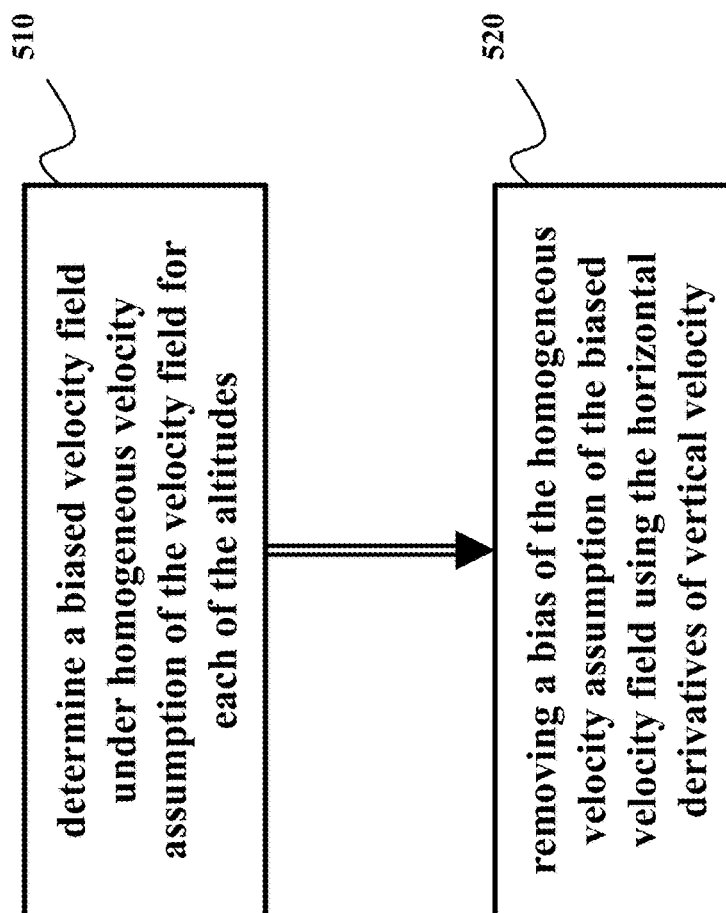 510
determine a biased velocity field
under homogeneous velocity
assumption of the velocity field for
each of the altitudes
520
removing a bias of the homogeneous
velocity assumption of the biased
velocity field using the horizontal
derivatives of vertical velocity